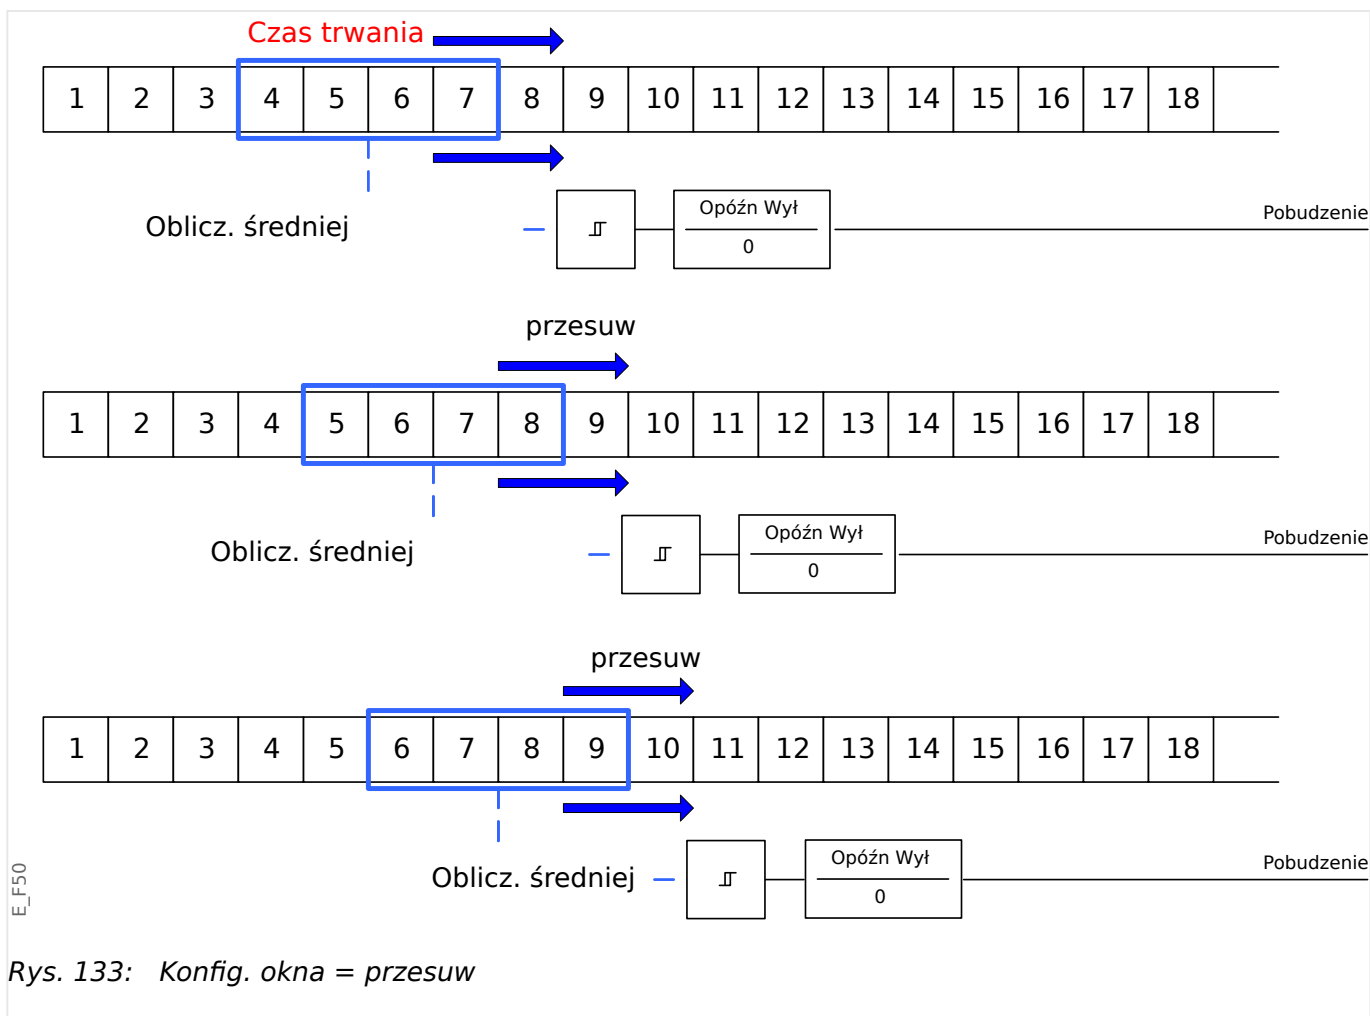 Czas trwania
1 2 3 4 5 6 7 8 9 10 11 12 13 14 15 16 17 18
Opóźn Wył
Pobudzenie
Oblicz. średniej
0
przesuw
1 2 3 4 5 6 7 8 9 10 11 12 13 14 15 16 17 18
Opóźn Wył
Pobudzenie
Oblicz. średniej
0
przesuw
1 2 3 4 5 6 7 8 9 10 11 12 13 14 15 16 17 18
Opóźn Wył
Pobudzenie
Oblicz. średniej
0
E_F50
Rys. 133: Konfig. okna = przesuw